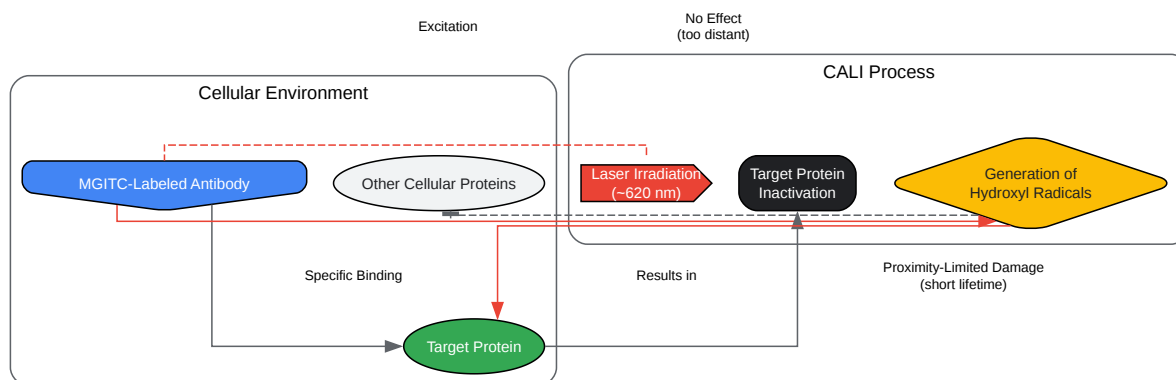 Excitation
No Effect
(too distant)
Cellular Environment
CALI Process
MGITC-Labeled Antibody
Other Cellular Proteins
Laser Irradiation
(~620 nm)
Target Protein
Inactivation
Generation of
Hydroxyl Radicals
Specific Binding
Results in
Proximity-Limited Damage
(short lifetime)
Target Protein